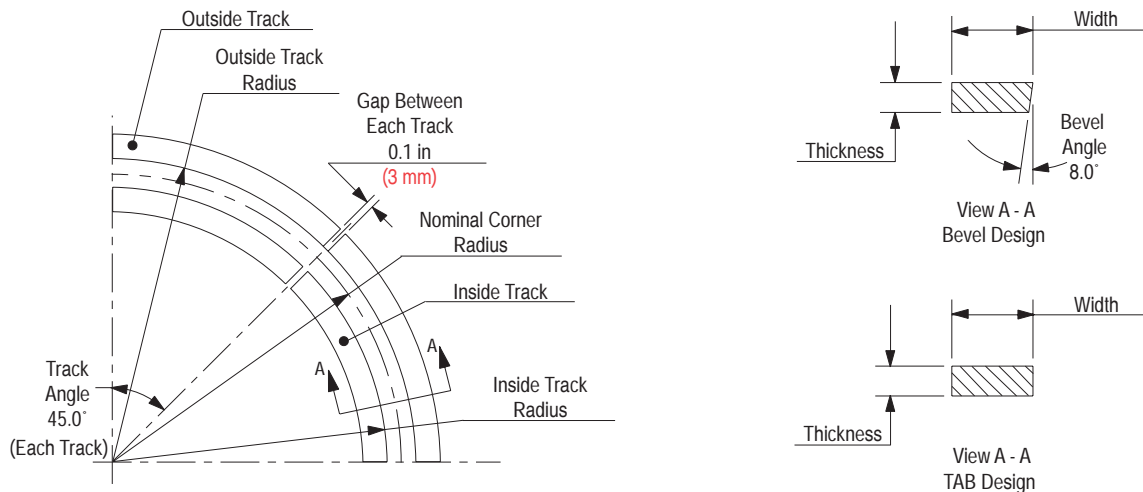 Outside Track
Outside Track
Radius
Gap Between
Each Track
0.1 in
(3 mm)
Nominal Corner
Radius
Inside Track
A
A
Track
Angle
45.0°
(Each Track)
Inside Track
Radius
Width
Thickness
Bevel
Angle
8.0°
View A - A
Bevel Design
Width
Thickness
View A - A
TAB Design